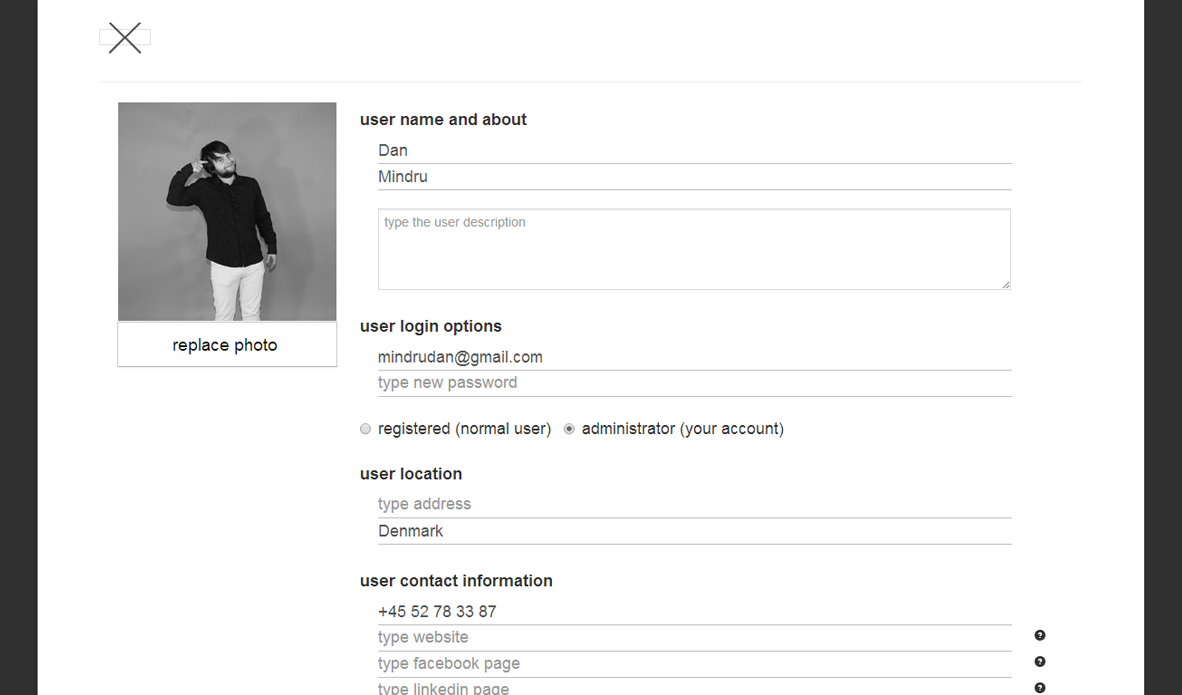 user name and about
Dan
Mindru
type the user description
replace photo
user login options
mindrudan@gmail.com
type new password
registered (normal user) administrator (your account)
user location
type address
Denmark
user contact information
+45 52 78 33 87
type website
?
type facebook page
?
type linkedin page
?